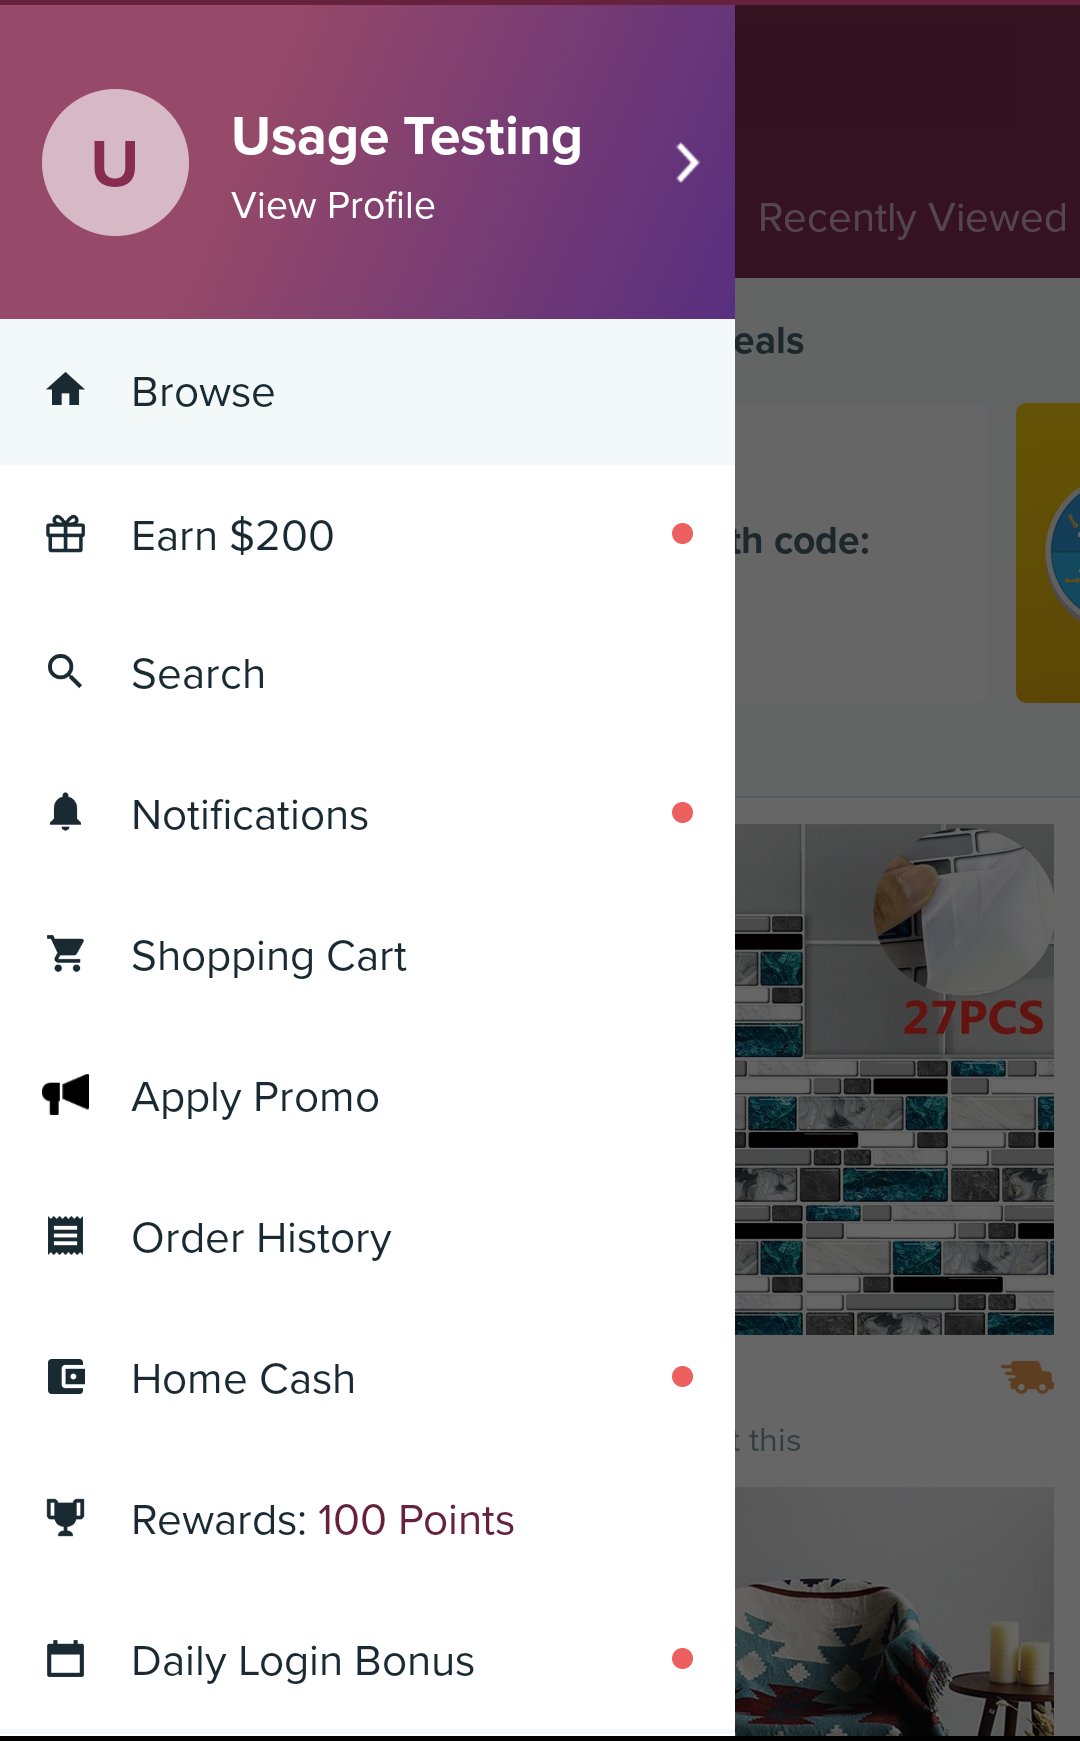 U
Usage Testing
View Profile
Recently Viewed
Browse
eals
Earn $200
th code:
Search
Notifications
Shopping Cart
27PCS
Apply Promo
Order History
Home Cash
this
Rewards: 100 Points
Daily Login Bonus